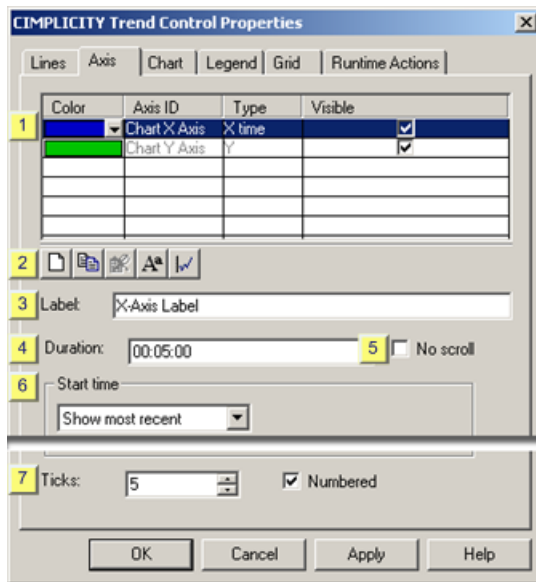 CIMPLICITY Trend Control Properties
Lines Axis Chart Legend Grid Runtime Actions
Color Axis ID Type Visible
1 Chart X Axis X time
Chart Y Axis Y
2 Aa
3 Label: X-Axis Label
4 Duration: 00:05:00 5 No scroll
6 Start time
Show most recent
7 Ticks: 5 Numbered
OK Cancel Apply Help